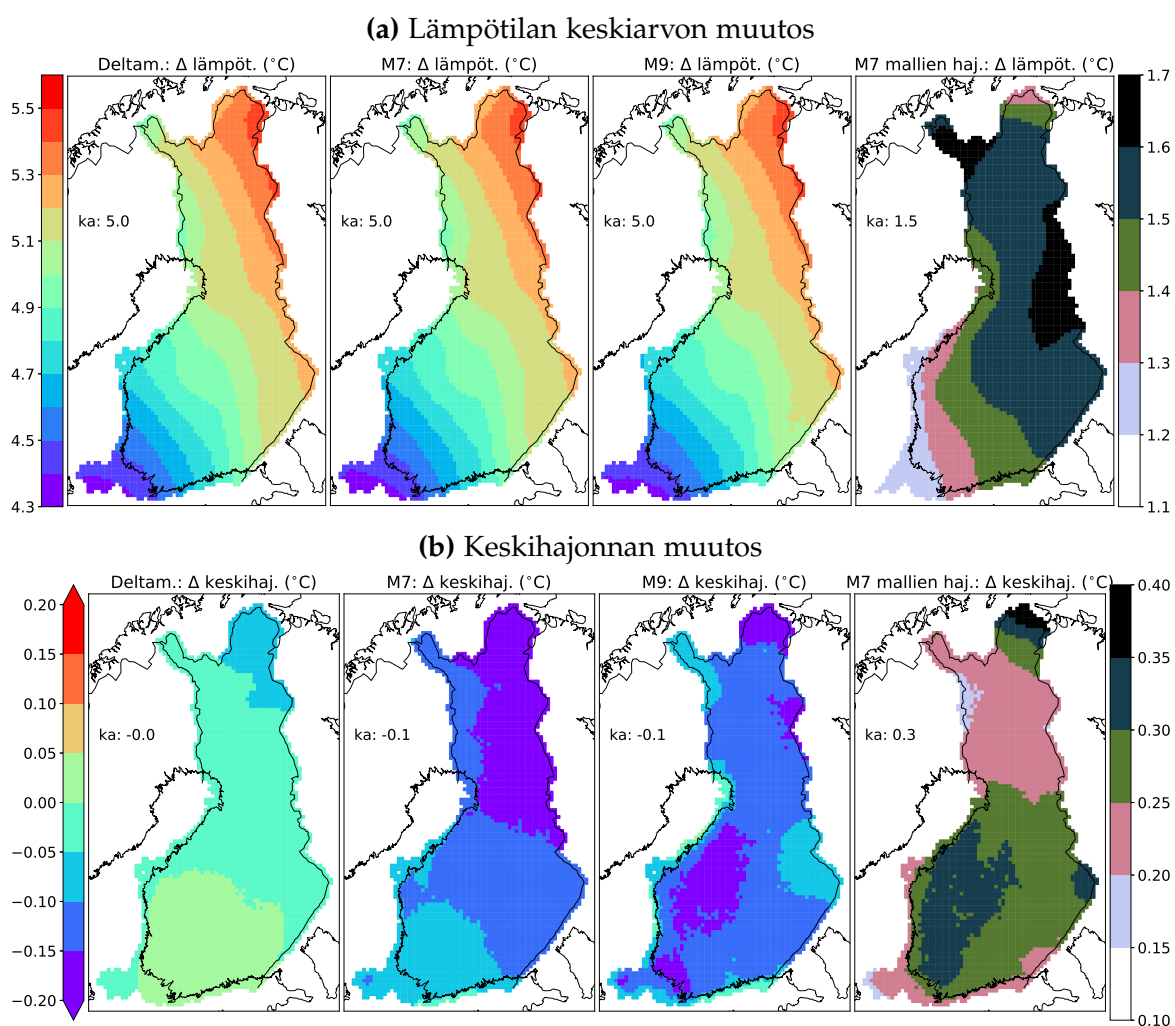 (a) Lämpötilan keskiarvon muutos
Deltam.: Δ lämpöt. (°C)
M7: Δ lämpöt. (°C)
M9: Δ lämpöt. (°C)
M7 mallien haj.: Δ lämpöt. (°C)
5.5
5.3
5.1
4.9
4.7
4.5
4.3
ka: 5.0
ka: 5.0
ka: 5.0
ka: 1.5
1.7
1.6
1.5
1.4
1.3
1.2
1.1
(b) Keskihajonnan muutos
Deltam.: Δ keskihaj. (°C)
M7: Δ keskihaj. (°C)
M9: Δ keskihaj. (°C)
M7 mallien haj.: Δ keskihaj. (°C)
0.20
0.15
0.10
0.05
0.00
−0.05
−0.10
−0.15
−0.20
ka: -0.0
ka: -0.1
ka: -0.1
ka: 0.3
0.40
0.35
0.30
0.25
0.20
0.15
0.10